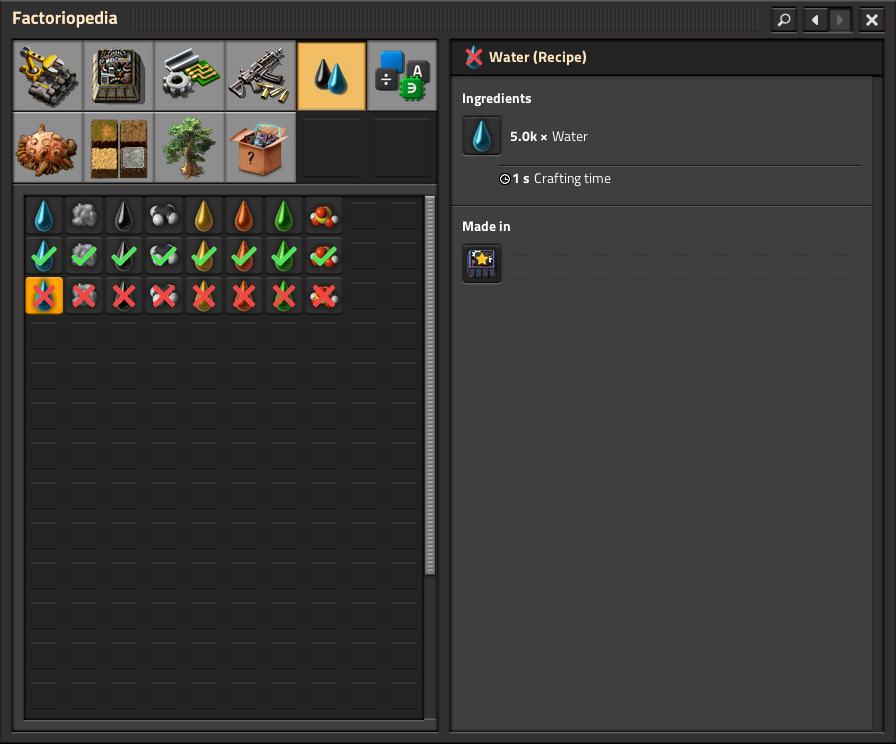 Factoriopedia
÷ A
?
Water (Recipe)
Ingredients
5.0k × Water
1 s Crafting time
Made in